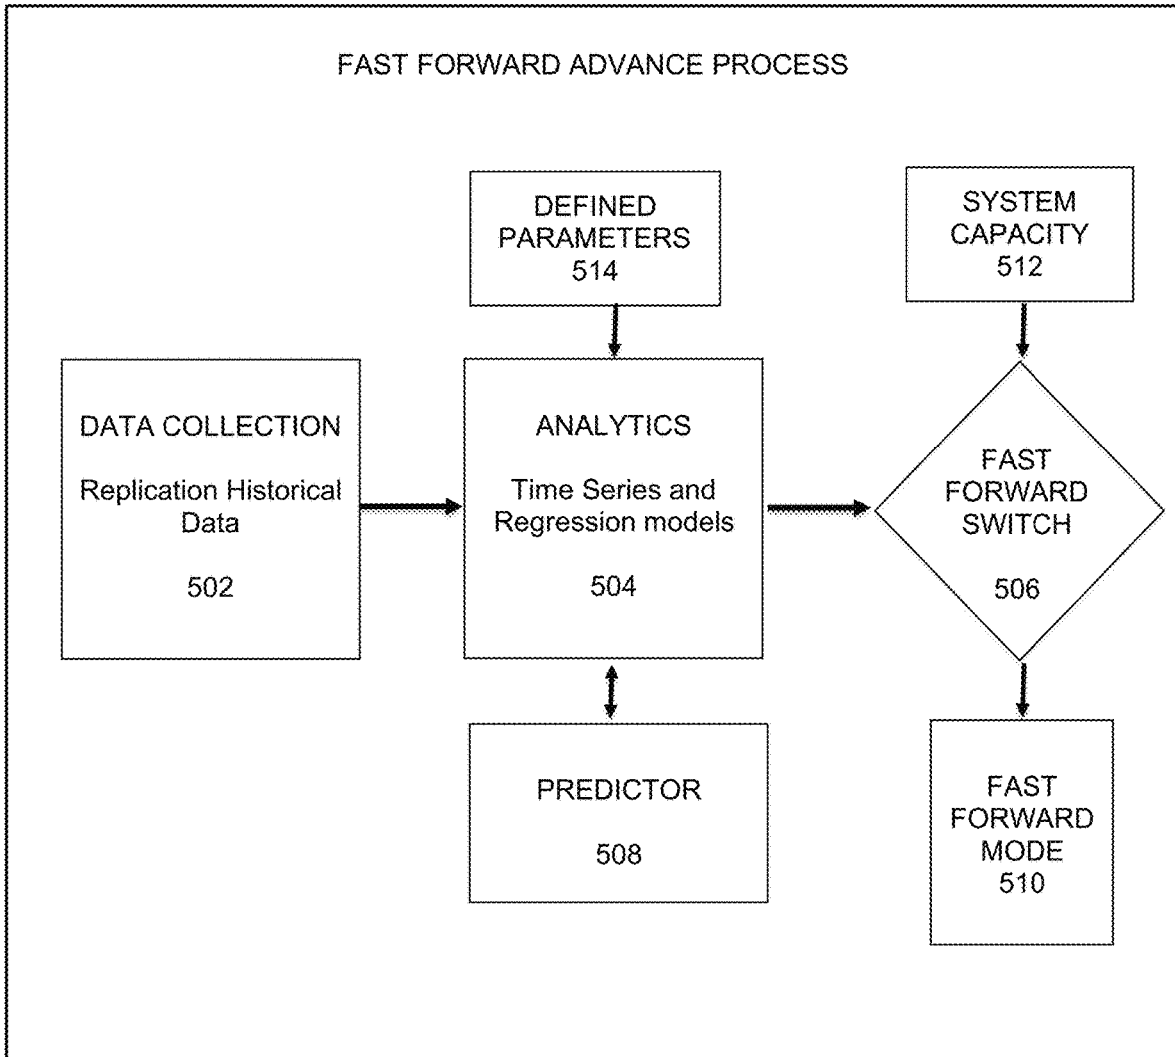 FAST FORWARD ADVANCE PROCESS
DEFINED
PARAMETERS
514
SYSTEM
CAPACITY
512
DATA COLLECTION
Replication Historical
Data
502
ANALYTICS
Time Series and
Regression models
504
FAST
FORWARD
SWITCH
506
PREDICTOR
508
FAST
FORWARD
MODE
510